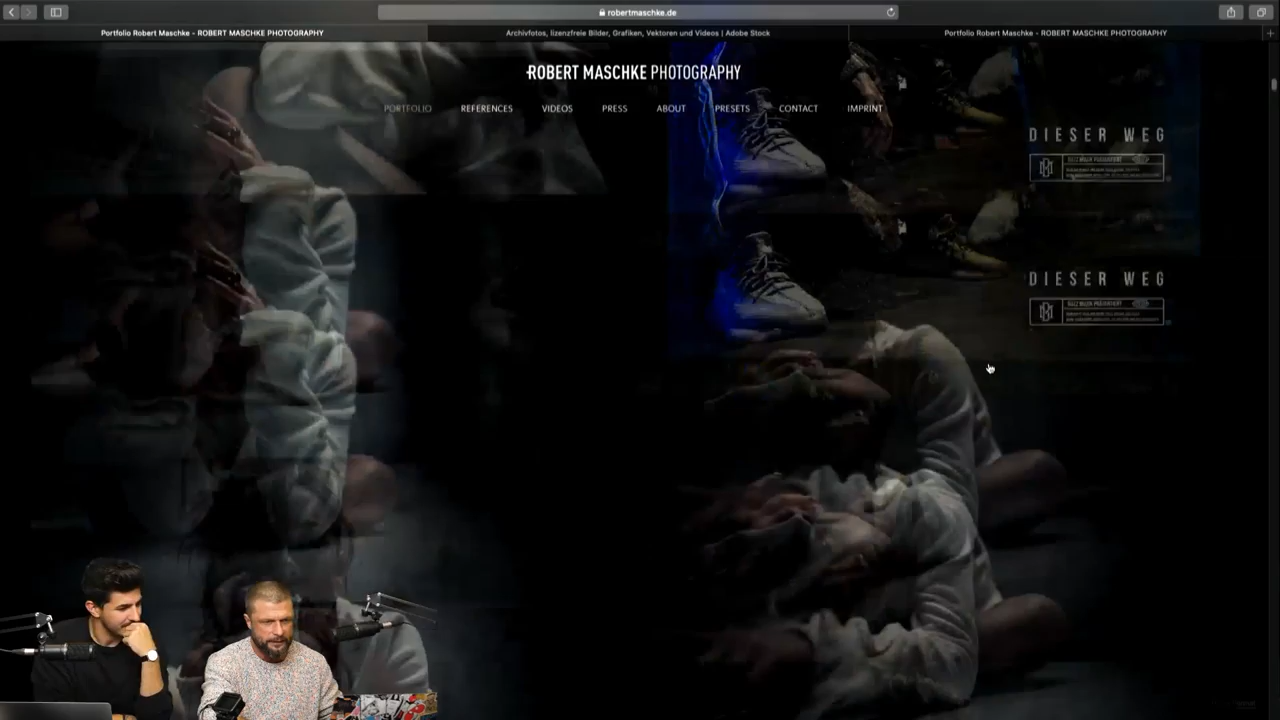 robertmaschke.de
Portfolio Robert Maschke - ROBERT MASCHKE PHOTOGRAPHY
Archivfotos, lizenzfreie Bilder, Grafiken, Vektoren und Videos | Adobe Stock
Portfolio Robert Maschke - ROBERT MASCHKE PHOTOGRAPHY
ROBERT MASCHKE PHOTOGRAPHY
PORTFOLIO REFERENCES VIDEOS PRESS ABOUT PRESETS CONTACT IMPRINT
DIESER WEG
DIESER WEG